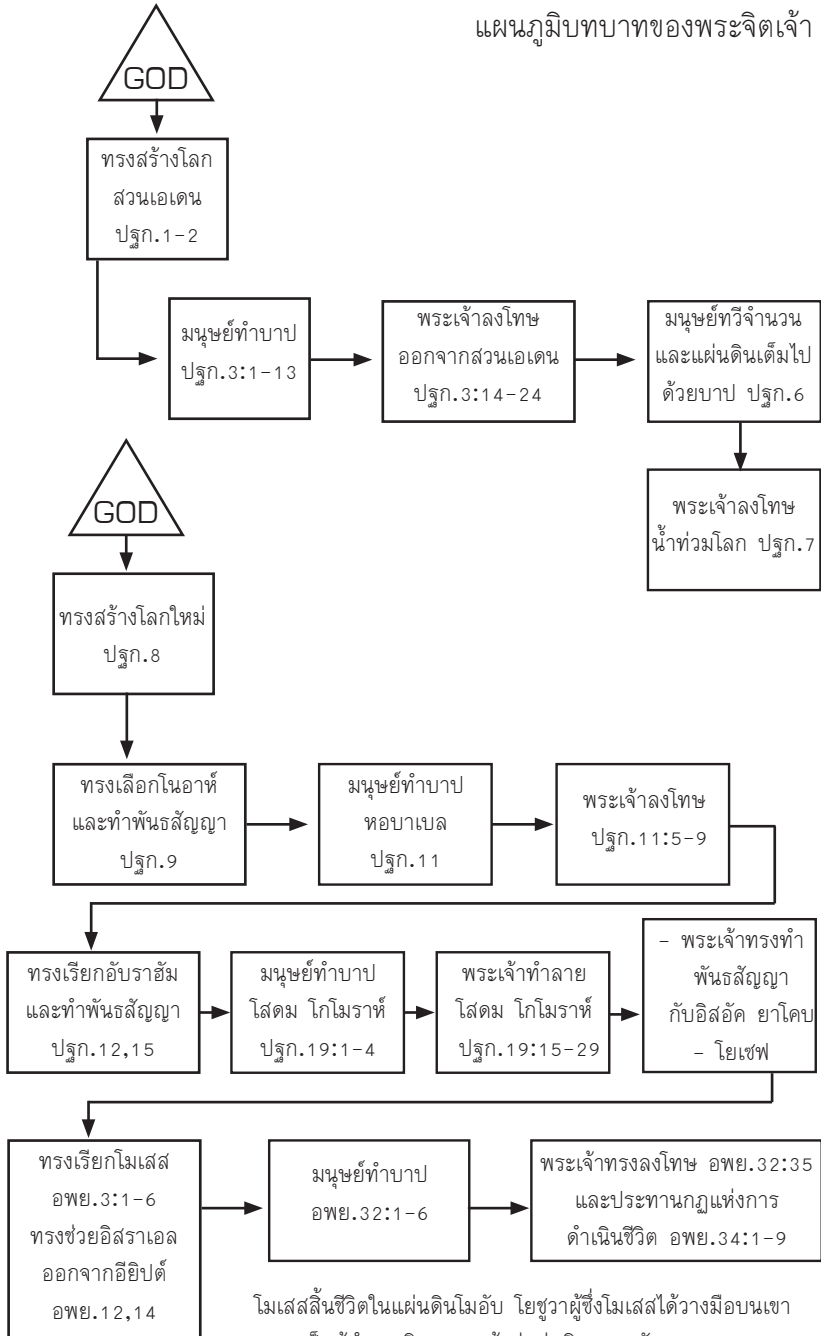 แผนภูมิบทบาทของพระจิตเจ้า
GOD
ทรงสร้างโลก
สวนเอเดน
ปฐก.1-2
มนุษย์ทำบาป
ปฐก.3:1-13
พระเจ้าลงโทษ
ออกจากสวนเอเดน
ปฐก.3:14-24
มนุษย์ทวีจำนวน
และแผ่นดินเต็มไป
ด้วยบาป ปฐก.6
พระเจ้าลงโทษ
น้ำท่วมโลก ปฐก.7
GOD
ทรงสร้างโลกใหม่
ปฐก.8
ทรงเลือกโนอาห์
และทำพันธสัญญา
ปฐก.9
มนุษย์ทำบาป
หอบาเบล
ปฐก.11
พระเจ้าลงโทษ
ปฐก.11:5-9
ทรงเรียกอับราฮัม
และทำพันธสัญญา
ปฐก.12,15
มนุษย์ทำบาป
โสดม โกโมราห์
ปฐก.19:1-4
พระเจ้าทำลาย
โสดม โกโมราห์
ปฐก.19:15-29
- พระเจ้าทรงทำ
พันธสัญญา
กับอิสอัค ยาโคบ
- โยเซฟ
ทรงเรียกโมเสส
อพย.3:1-6
ทรงช่วยอิสราเอล
ออกจากอียิปต์
อพย.12,14
มนุษย์ทำบาป
อพย.32:1-6
พระเจ้าทรงลงโทษ อพย.32:35
และประทานกฏแห่งการ
ดำเนินชีวิต อพย.34:1-9
โมเสสสิ้นชีวิตในแผ่นดินโมอับ โยชูวาผู้ซึ่งโมเสสได้วางมือบนเขา